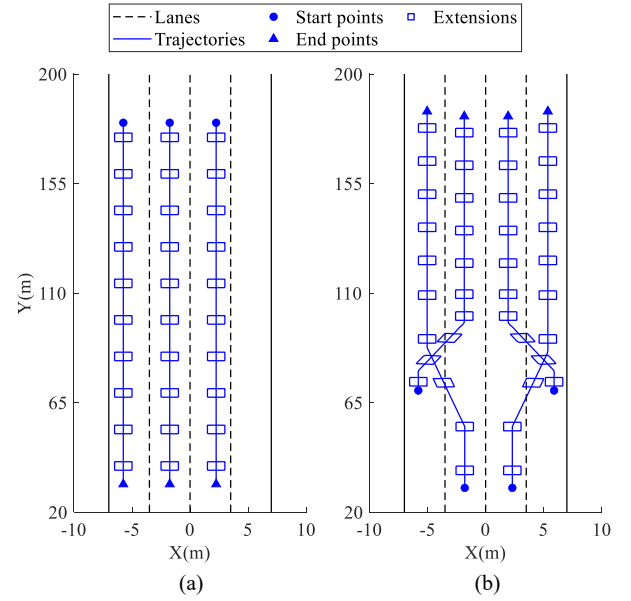 Lanes Start points Extensions
Trajectories End points
200 200
155 155
110 110
65 65
20 20
Y(m)
-10 -5 0 5 10 -10 -5 0 5 10
X(m) X(m)
(a) (b)